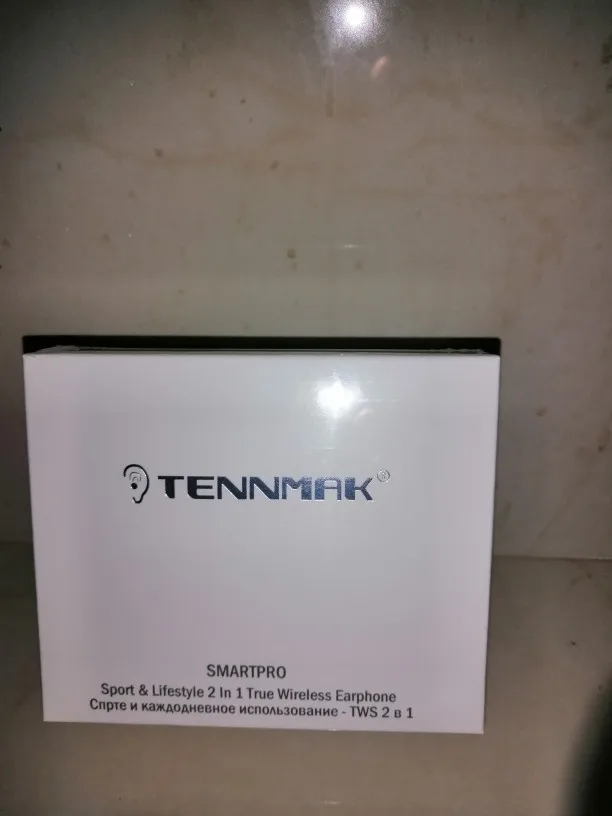 TENNMAK®
SMARTPRO
Sport & Lifestyle 2 In 1 True Wireless Earphone
Спрте и каждодневное использование - TWS 2 в 1